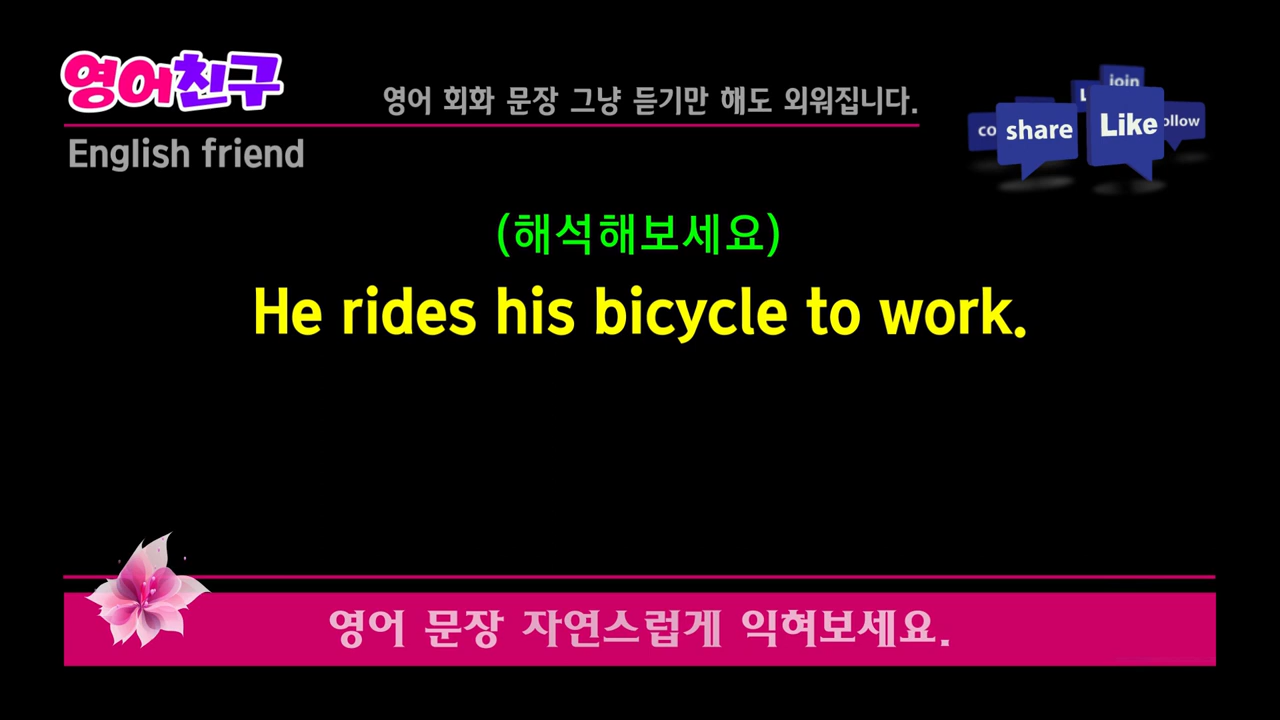 영어친구
영어 회화 문장 그냥 듣기만 해도 외워집니다.
English friend
join
share
Like
(해석해보세요)
He rides his bicycle to work.
영어 문장 자연스럽게 익혀보세요.